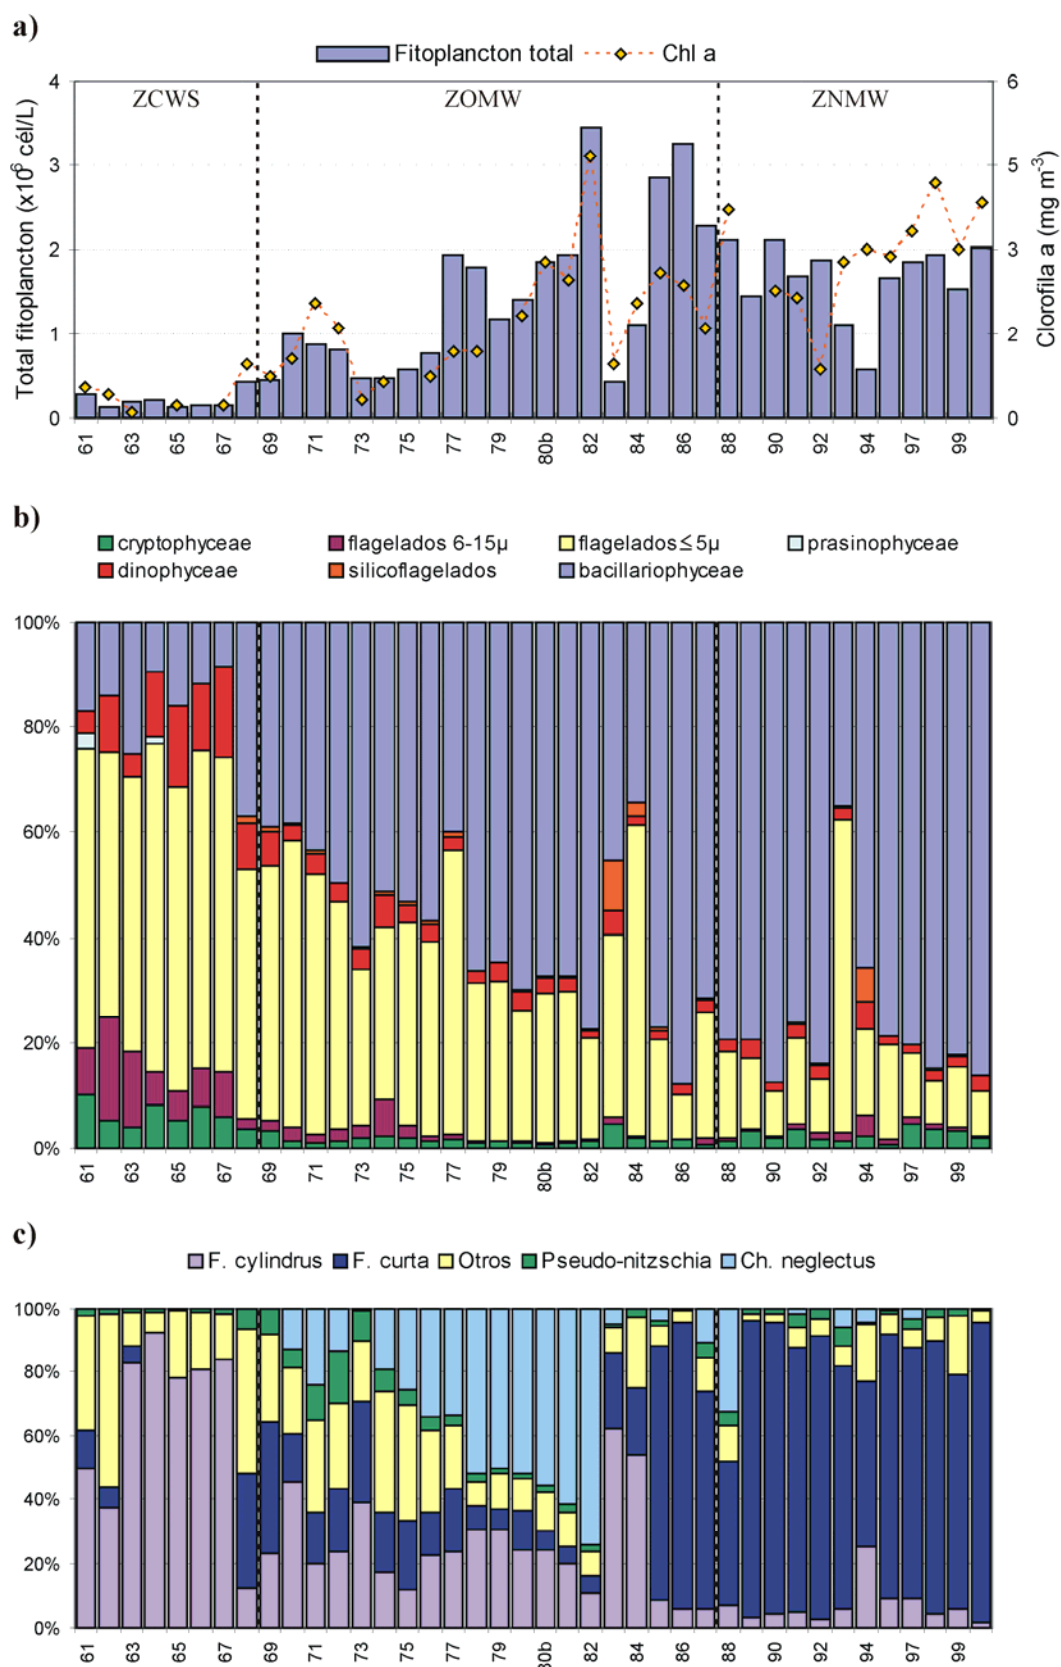 a)
Fitoplancton total Chl a
ZCWS ZOMW ZNMW
Total fitoplancton (x10⁶ cél/L)
4
3
2
1
0
6
5
3
2
0
Clorofila a (mg m⁻³)
61 63 65 67 69 71 73 75 77 79 80b 82 84 86 88 90 92 94 97 99
b)
cryptophyceae flagelados 6-15µ flagelados≤5µ prasinophyceae
dinophyceae silicoflagelados bacillariophyceae
100%
80%
60%
40%
20%
0%
61 63 65 67 69 71 73 75 77 79 80b 82 84 86 88 90 92 94 97 99
c)
F. cylindrus F. curta Otros Pseudo-nitzschia Ch. neglectus
100%
80%
60%
40%
20%
0%
61 63 65 67 69 71 73 75 77 79 80b 82 84 86 88 90 92 94 97 99